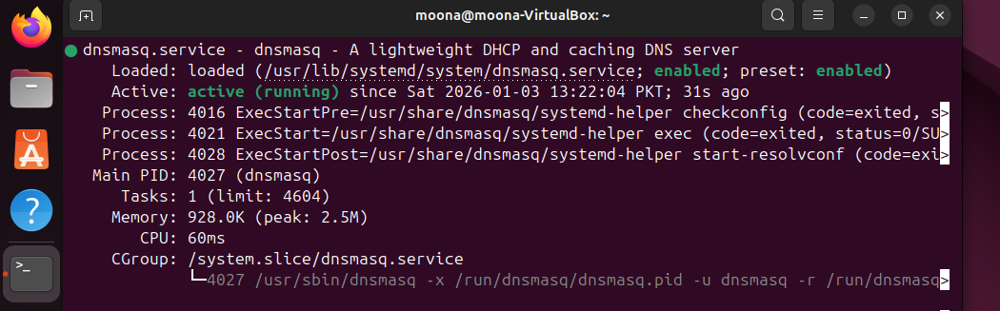 moona@moona-VirtualBox: ~
● dnsmasq.service - dnsmasq - A lightweight DHCP and caching DNS server
Loaded: loaded (/usr/lib/systemd/system/dnsmasq.service; enabled; preset: enabled)
Active: active (running) since Sat 2026-01-03 13:22:04 PKT; 31s ago
Process: 4016 ExecStartPre=/usr/share/dnsmasq/systemd-helper checkconfig (code=exited, s>
Process: 4021 ExecStart=/usr/share/dnsmasq/systemd-helper exec (code=exited, status=0/SU>
Process: 4028 ExecStartPost=/usr/share/dnsmasq/systemd-helper start-resolvconf (code=exi>
Main PID: 4027 (dnsmasq)
Tasks: 1 (limit: 4604)
Memory: 928.0K (peak: 2.5M)
CPU: 60ms
CGroup: /system.slice/dnsmasq.service
└─4027 /usr/sbin/dnsmasq -x /run/dnsmasq/dnsmasq.pid -u dnsmasq -r /run/dnsmasq>